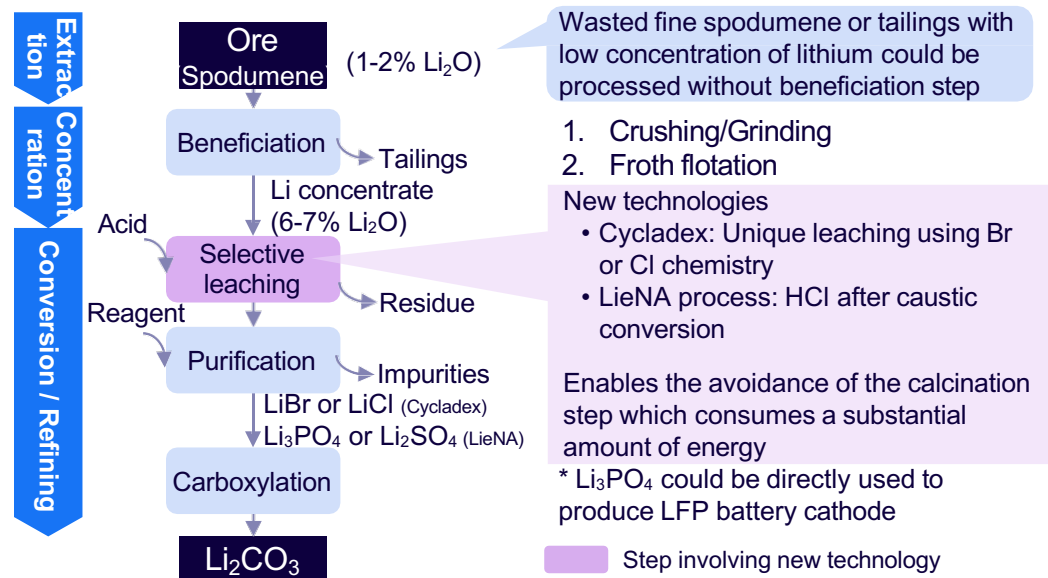 Extrac
tion
Ore
Spodumene
(1-2% Li₂O)
Wasted fine spodumene or tailings with
low concentration of lithium could be
processed without beneficiation step
Concent
ration
Beneficiation
Tailings
1. Crushing/Grinding
2. Froth flotation
Li concentrate
(6-7% Li₂O)
Conversion / Refining
Acid
Selective
leaching
Residue
New technologies
• Cycladex: Unique leaching using Br
or Cl chemistry
• LieNA process: HCl after caustic
conversion
Enables the avoidance of the calcination
step which consumes a substantial
amount of energy
Reagent
Purification
Impurities
LiBr or LiCl (Cycladex)
Li₃PO₄ or Li₂SO₄ (LieNA)
Carboxylation
* Li₃PO₄ could be directly used to
produce LFP battery cathode
Li₂CO₃
Step involving new technology